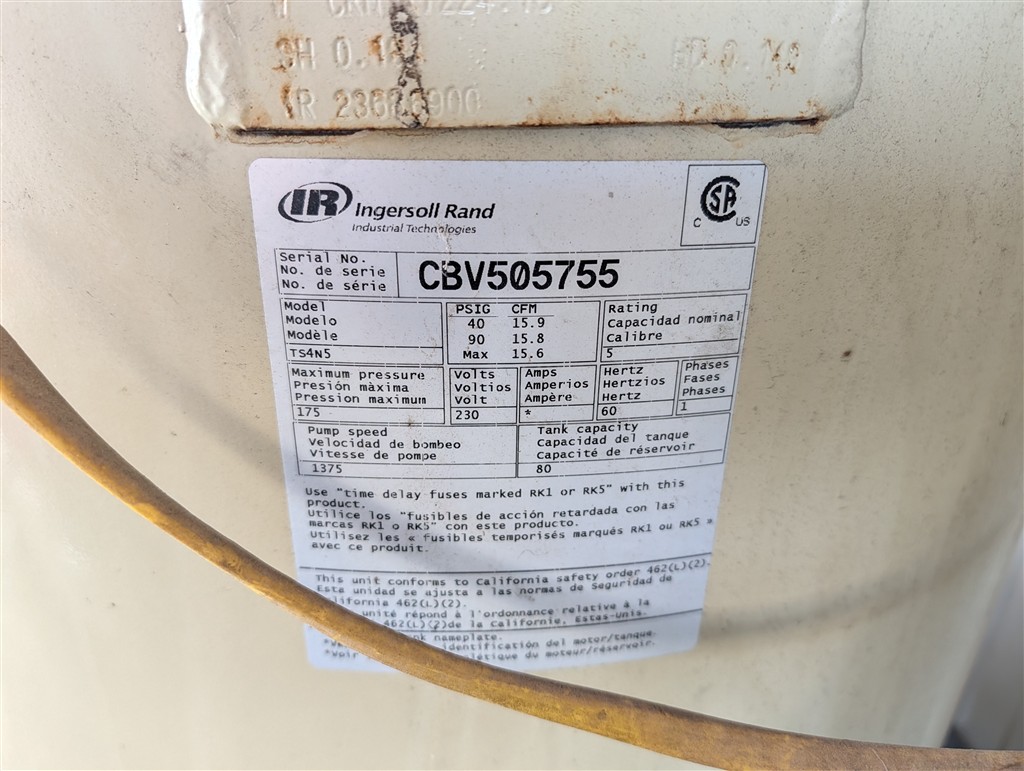 SH 0.
IR
IR Ingersoll Rand
Industrial Technologies
C US
Serial No.
No. de serie
No. de série
CBV505755
Model
Modelo
Modèle
TS4N5
PSIG CFM
40 15.9
90 15.8
Max 15.6
Rating
Capacidad nominal
Calibre
5
Maximum pressure
Presión màxima
Pression maximum
175
Volts
Voltios
Volt
230
Amps
Amperios
Ampère
*
Hertz
Hertzios
Hertz
60
Phases
Fases
Phases
1
Pump speed
Velocidad de bombeo
Vitesse de pompe
1375
Tank capacity
Capacidad del tanque
Capacité de réservoir
80
Use "time delay fuses marked RK1 or RK5" with this
product.
Utilice los "fusibles de acción retardada con las
marcas RK1 o RK5" con este producto.
Utilisez les « fusibles temporisés marqués RK1 ou RK5 »
avec ce produit.
This unit conforms to California safety order 462(L)(2).
Esta unidad se ajusta a las normas de Seguridad de
lifornia 462(L)(2).
unité répond à l'ordonnance relative à la
462(L)(2)de la Californie, Estas-unis.
nameplate.
identification del motor/tanque.
*Voir du moteur/réservoir.